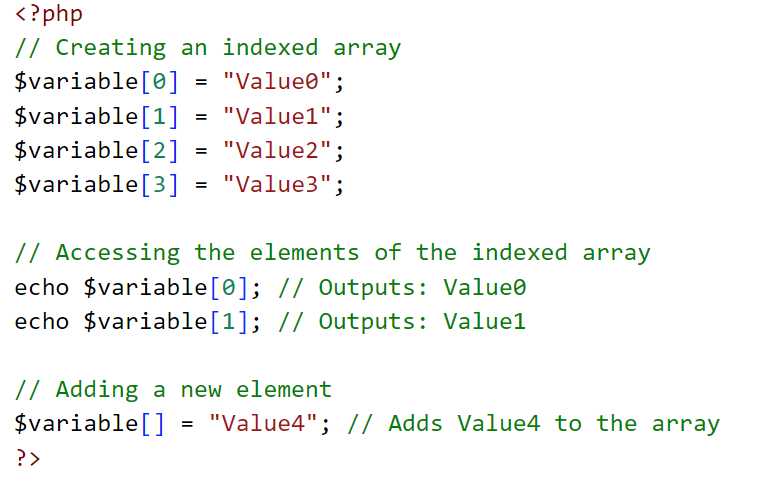 <?php
// Creating an indexed array
$variable[0] = "Value0";
$variable[1] = "Value1";
$variable[2] = "Value2";
$variable[3] = "Value3";

// Accessing the elements of the indexed array
echo $variable[0]; // Outputs: Value0
echo $variable[1]; // Outputs: Value1

// Adding a new element
$variable[] = "Value4"; // Adds Value4 to the array
?>